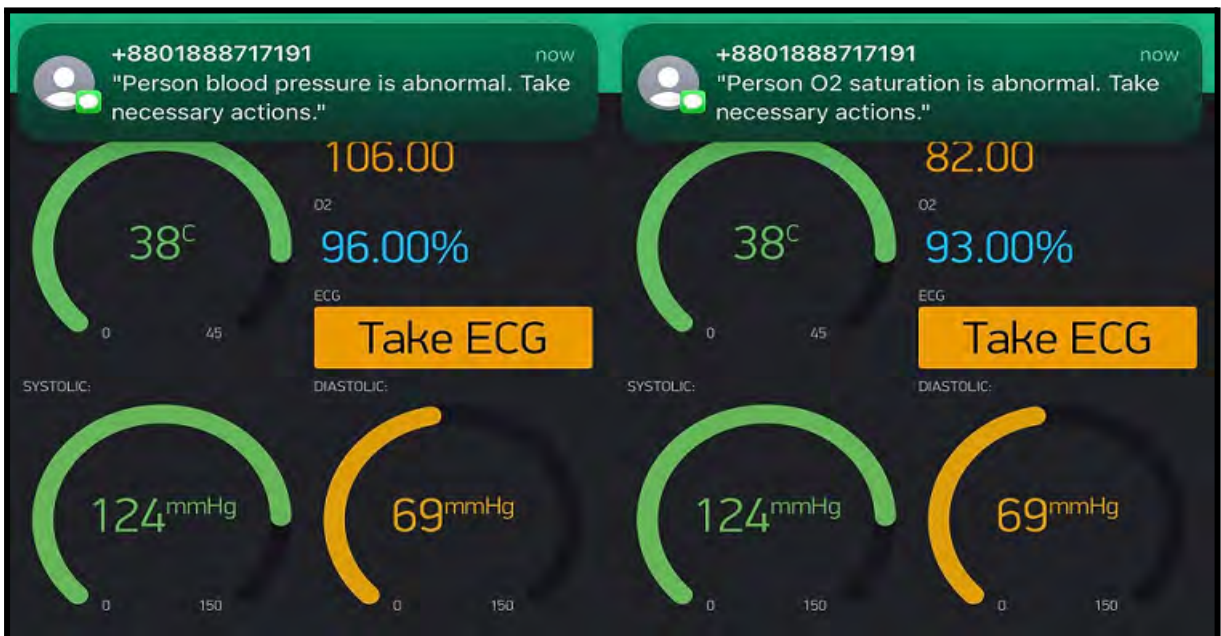 +8801888717191 now
"Person blood pressure is abnormal. Take
necessary actions."
106.00
O2
38C
96.00%
ECG
0 45
Take ECG
SYSTOLIC: DIASTOLIC:
124mmHg 69mmHg
0 150 0 150
+8801888717191 now
"Person O2 saturation is abnormal. Take
necessary actions."
82.00
O2
38C
93.00%
ECG
0 45
Take ECG
SYSTOLIC: DIASTOLIC:
124mmHg 69mmHg
0 150 0 150